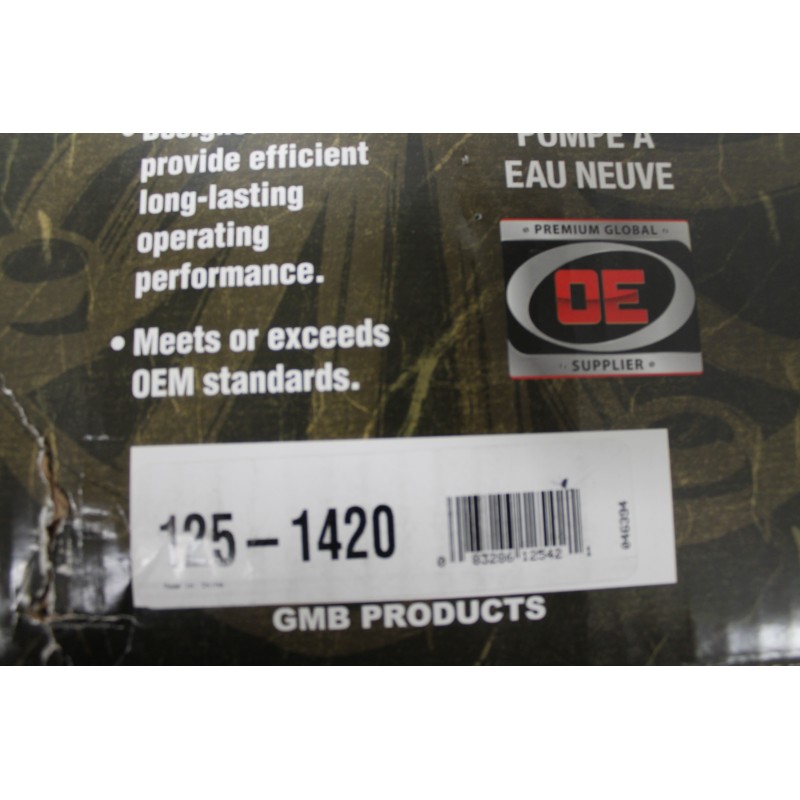 provide efficient
long-lasting
operating
performance.
• Meets or exceeds
OEM standards.
POMPE À
EAU NEUVE
PREMIUM GLOBAL
OE
SUPPLIER
125-1420
0 83286 12542 1
046394
GMB PRODUCTS